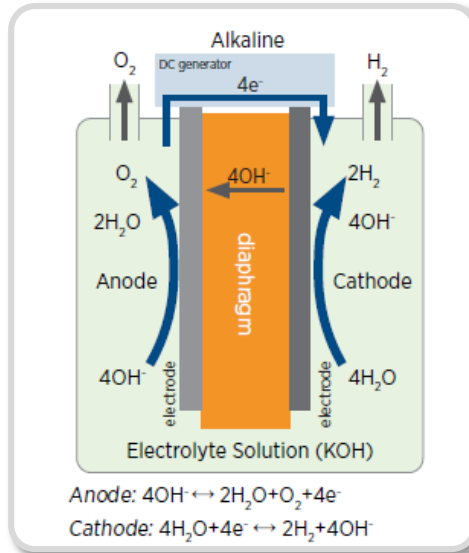 Alkaline
O₂
DC generator
H₂
4e⁻
O₂
4OH⁻
2H₂
2H₂O
4OH⁻
diaphragm
Anode
Cathode
4OH⁻
electrode
electrode
4H₂O
Electrolyte Solution (KOH)
Anode: 4OH⁻ ↔ 2H₂O+O₂+4e⁻
Cathode: 4H₂O+4e⁻ ↔ 2H₂+4OH⁻